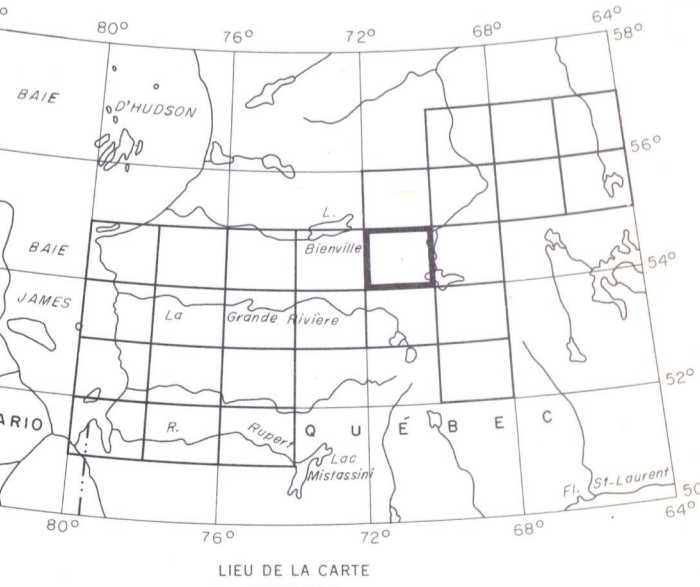 80° 76° 72° 68° 64°
58°
BAIE
D'HUDSON
56°
L.
Bienville
BAIE
54°
JAMES
La Grande Rivière
52°
ARIO
R. Rupert
Q U É B E C
Lac
Mistassini
Fl. St-Laurent
50
80° 76° 72° 68° 64°
LIEU DE LA CARTE